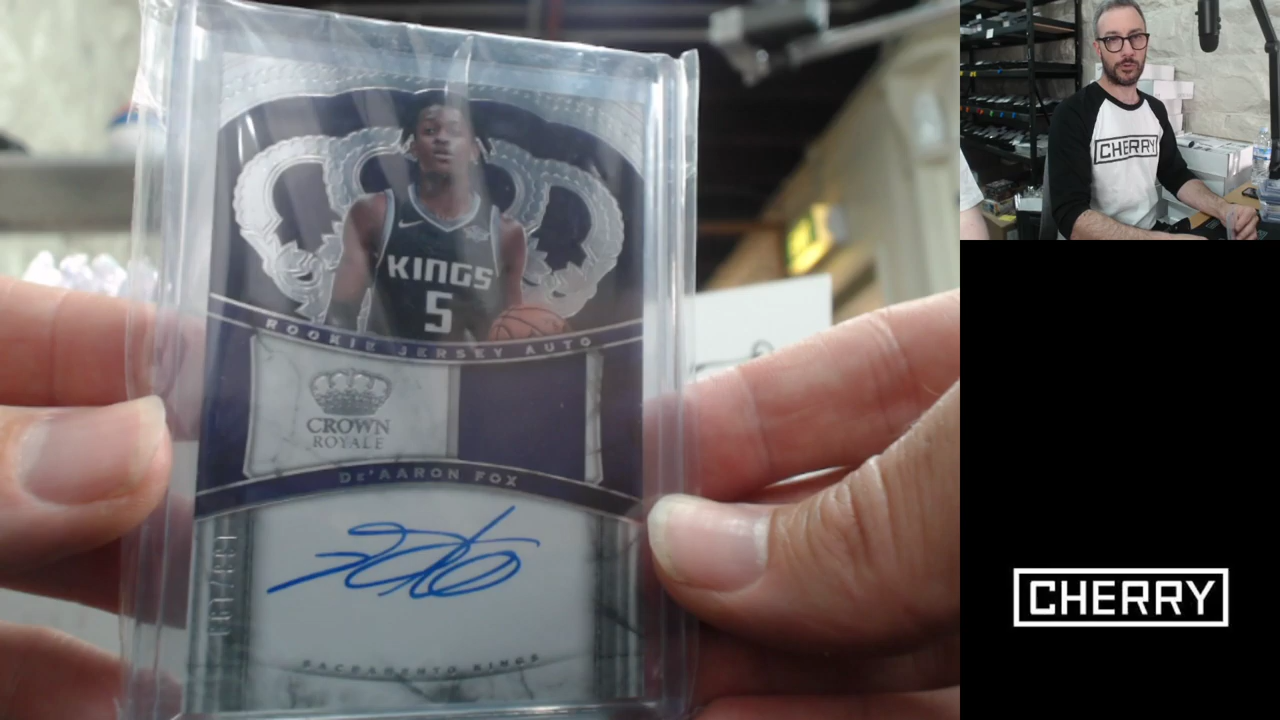 KINGS
5
ROOKIE JERSEY AUTO
CROWN
ROYALE
DE'AARON FOX
SACRAMENTO KINGS
CHERRY
CHERRY